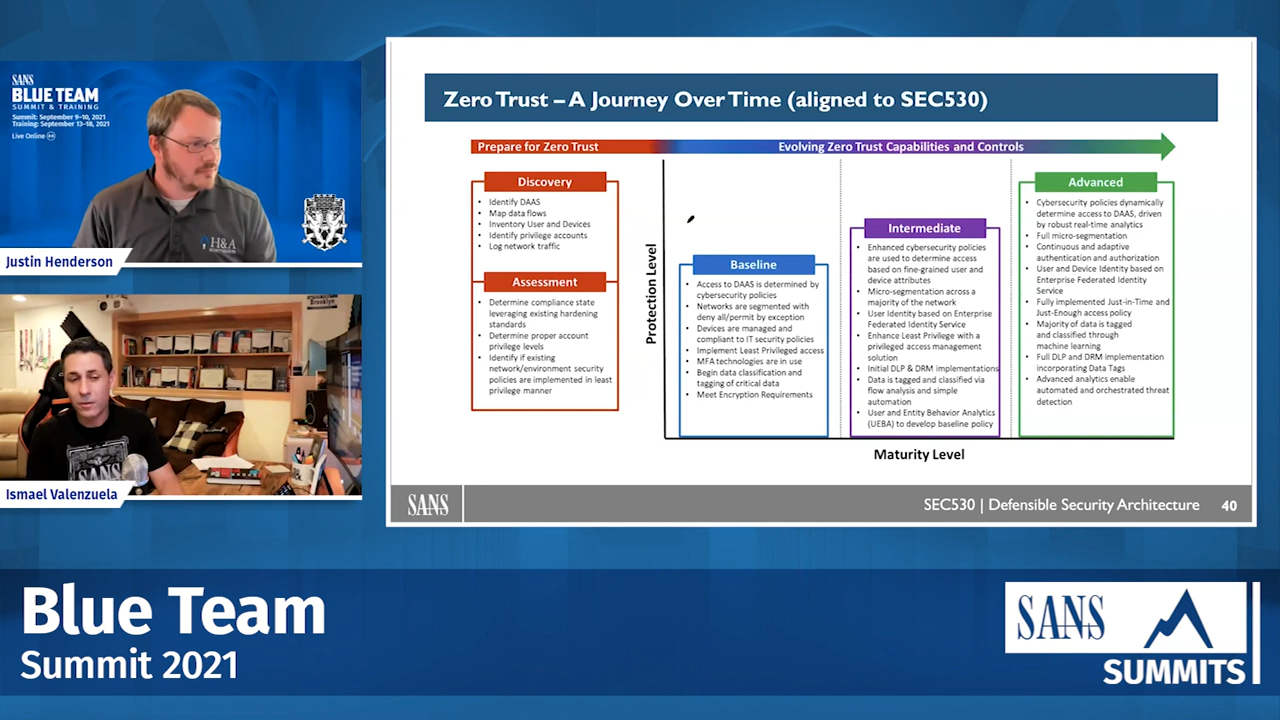 SANS
BLUE TEAM
SUMMIT & TRAINING
Summit: September 9-10, 2021
Training: September 13-18, 2021
Live Online
H&A
Justin Henderson
Brooklyn
SANS
Ismael Valenzuela
Zero Trust – A Journey Over Time (aligned to SEC530)
Prepare for Zero Trust
Evolving Zero Trust Capabilities and Controls
Discovery
• Identify DAAS
• Map data flows
• Inventory User and Devices
• Identify privilege accounts
• Log network traffic
Assessment
• Determine compliance state
leveraging existing hardening
standards
• Determine proper account
privilege levels
• Identify if existing
network/environment security
policies are implemented in least
privilege manner
Protection Level
Baseline
• Access to DAAS is determined by
cybersecurity policies
• Networks are segmented with
deny all/permit by exception
• Devices are managed and
compliant to IT security policies
• Implement Least Privileged access
• MFA technologies are in use
• Begin data classification and
tagging of critical data
• Meet Encryption Requirements
Intermediate
• Enhanced cybersecurity policies
are used to determine access
based on fine-grained user and
device attributes
• Micro-segmentation across a
majority of the network
• User Identity based on Enterprise
Federated Identity Service
• Enhance Least Privilege with a
privileged access management
solution
• Initial DLP & DRM implementations
• Data is tagged and classified via
flow analysis and simple
automation
• User and Entity Behavior Analytics
(UEBA) to develop baseline policy
Advanced
• Cybersecurity policies dynamically
determine access to DAAS, driven
by robust real-time analytics
• Full micro-segmentation
• Continuous and adaptive
authentication and authorization
• User and Device Identity based on
Enterprise Federated Identity
Service
• Fully implemented Just-in-Time and
Just-Enough access policy
• Majority of data is tagged
and classified through
machine learning
• Full DLP and DRM implementation
incorporating Data Tags
• Advanced analytics enable
automated and orchestrated threat
detection
Maturity Level
SANS
SEC530 | Defensible Security Architecture 40
Blue Team
Summit 2021
SANS
SUMMITS